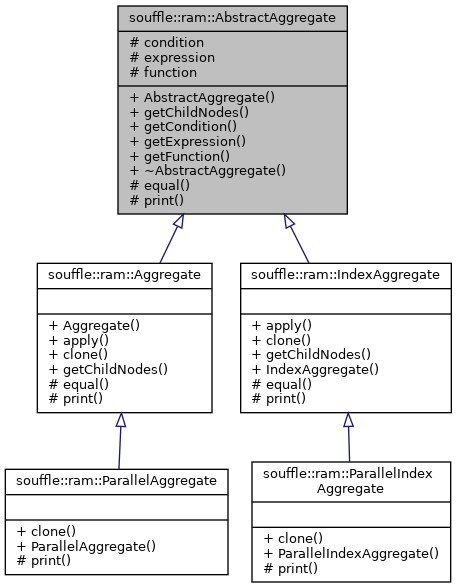 souffle::ram::AbstractAggregate
# condition
# expression
# function
+ AbstractAggregate()
+ getChildNodes()
+ getCondition()
+ getExpression()
+ getFunction()
+ ~AbstractAggregate()
# equal()
# print()
souffle::ram::Aggregate
+ Aggregate()
+ apply()
+ clone()
+ getChildNodes()
# equal()
# print()
souffle::ram::IndexAggregate
+ apply()
+ clone()
+ getChildNodes()
+ IndexAggregate()
# equal()
# print()
souffle::ram::ParallelAggregate
+ clone()
+ ParallelAggregate()
# print()
souffle::ram::ParallelIndex
Aggregate
+ clone()
+ ParallelIndexAggregate()
# print()